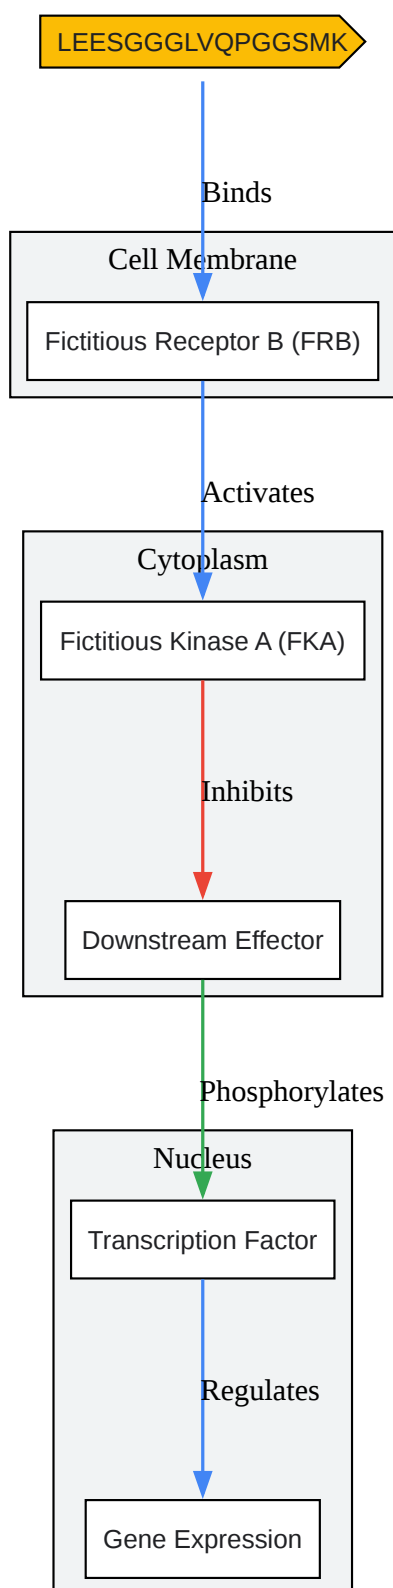 LEESGGGLVQPGGSMK
Binds
Cell Membrane
Fictitious Receptor B (FRB)
Activates
Cytoplasm
Fictitious Kinase A (FKA)
Inhibits
Downstream Effector
Phosphorylates
Nucleus
Transcription Factor
Regulates
Gene Expression